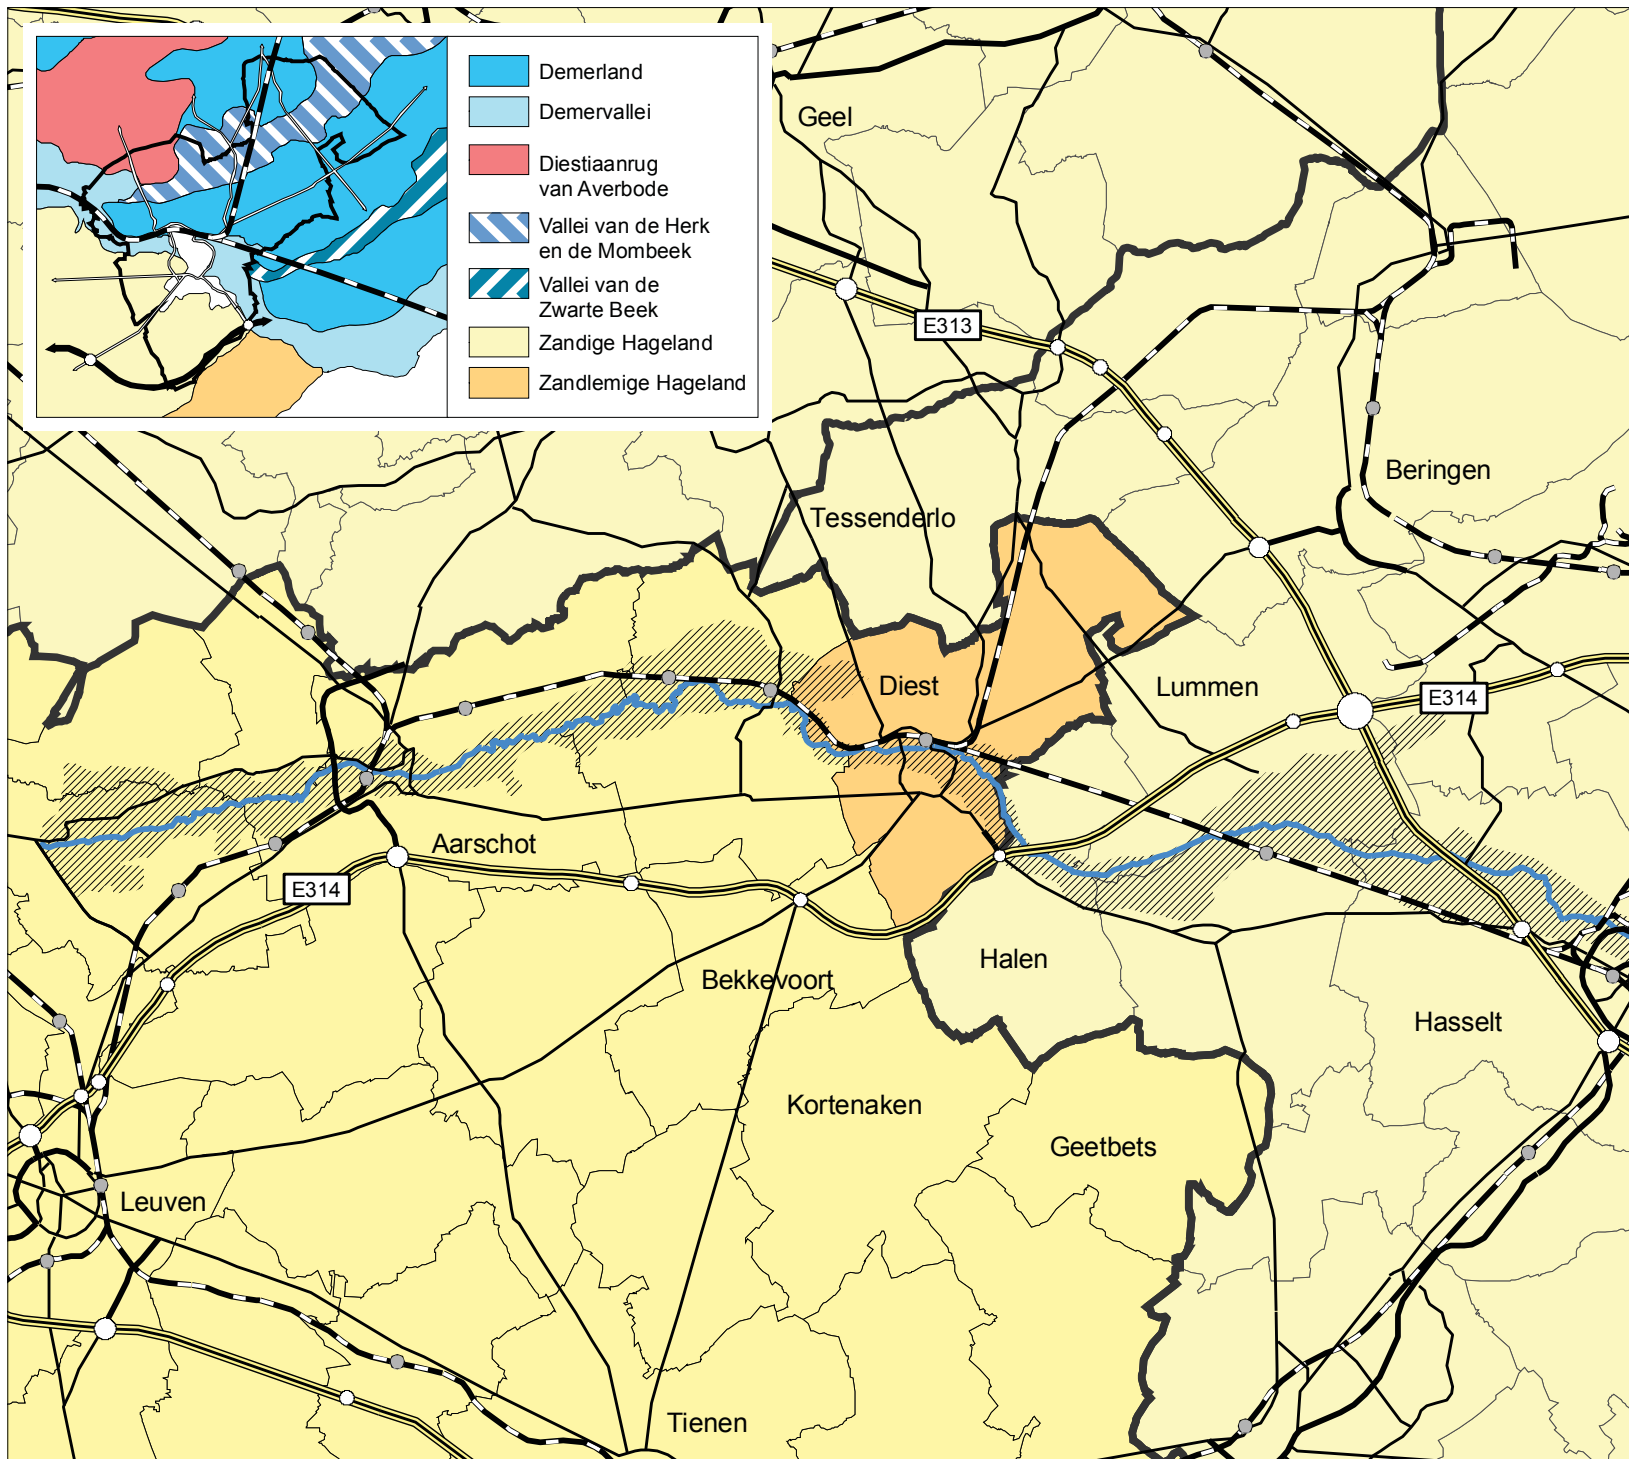 Demerland
Demervallei
Diestiaanrug
van Averbode
Vallei van de Herk
en de Mombeek
Vallei van de
Zwarte Beek
Zandige Hageland
Zandlemige Hageland
Geel
E313
Beringen
Tessenderlo
Diest
Lummen
E314
Aarschot
E314
Halen
Bekkevoort
Hasselt
Kortenaken
Geetbets
Leuven
Tienen